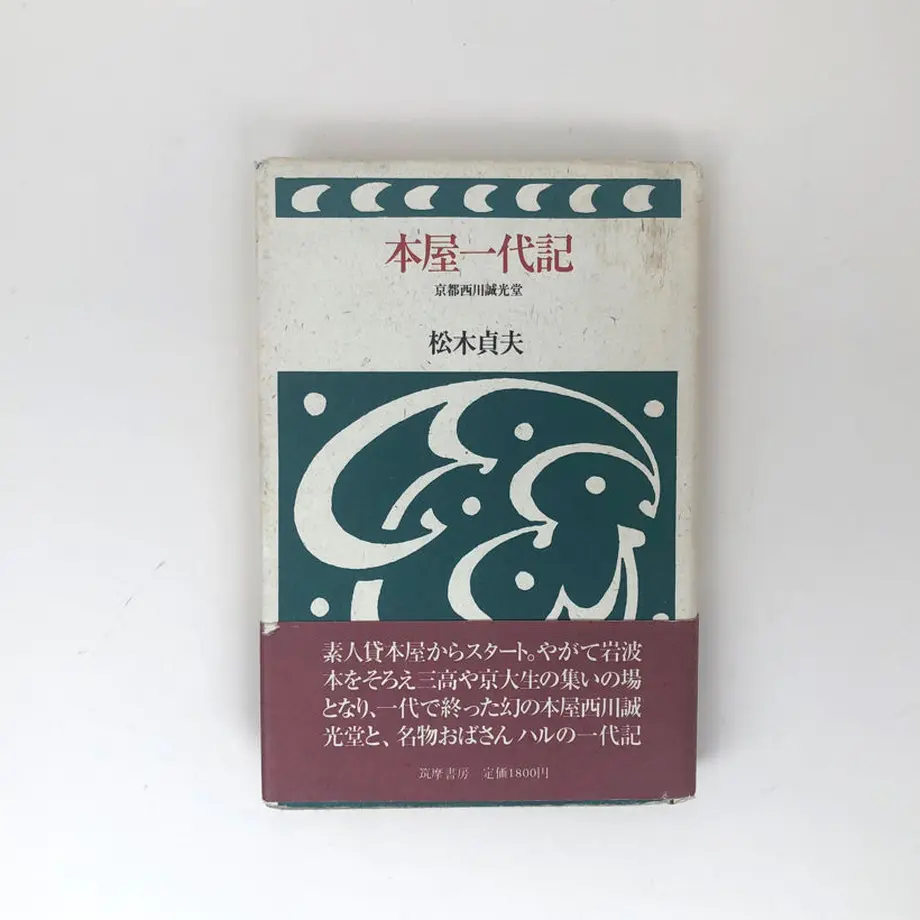 本屋一代記
京都西川誠光堂
松木貞夫
素人貸本屋からスタート。やがて岩波
本をそろえ三高や京大生の集いの場
となり、一代で終った幻の本屋西川誠
光堂と、名物おばさんハルの一代記
筑摩書房 定価1800円